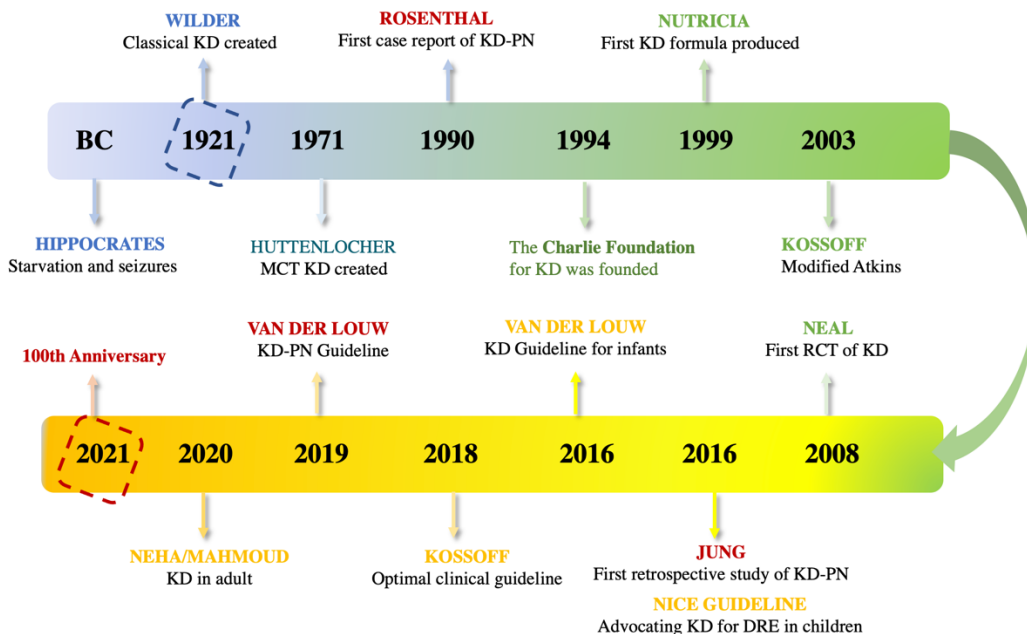 WILDER
Classical KD created
ROSENTHAL
First case report of KD-PN
NUTRICIA
First KD formula produced
BC
1921
1971
1990
1994
1999
2003
HIPPOCRATES
Starvation and seizures
HUTTENLOCHER
MCT KD created
The Charlie Foundation
for KD was founded
KOSSOFF
Modified Atkins
100th Anniversary
VAN DER LOUW
KD-PN Guideline
VAN DER LOUW
KD Guideline for infants
NEAL
First RCT of KD
2021
2020
2019
2018
2016
2016
2008
NEHA/MAHMOUD
KD in adult
KOSSOFF
Optimal clinical guideline
JUNG
First retrospective study of KD-PN
NICE GUIDELINE
Advocating KD for DRE in children